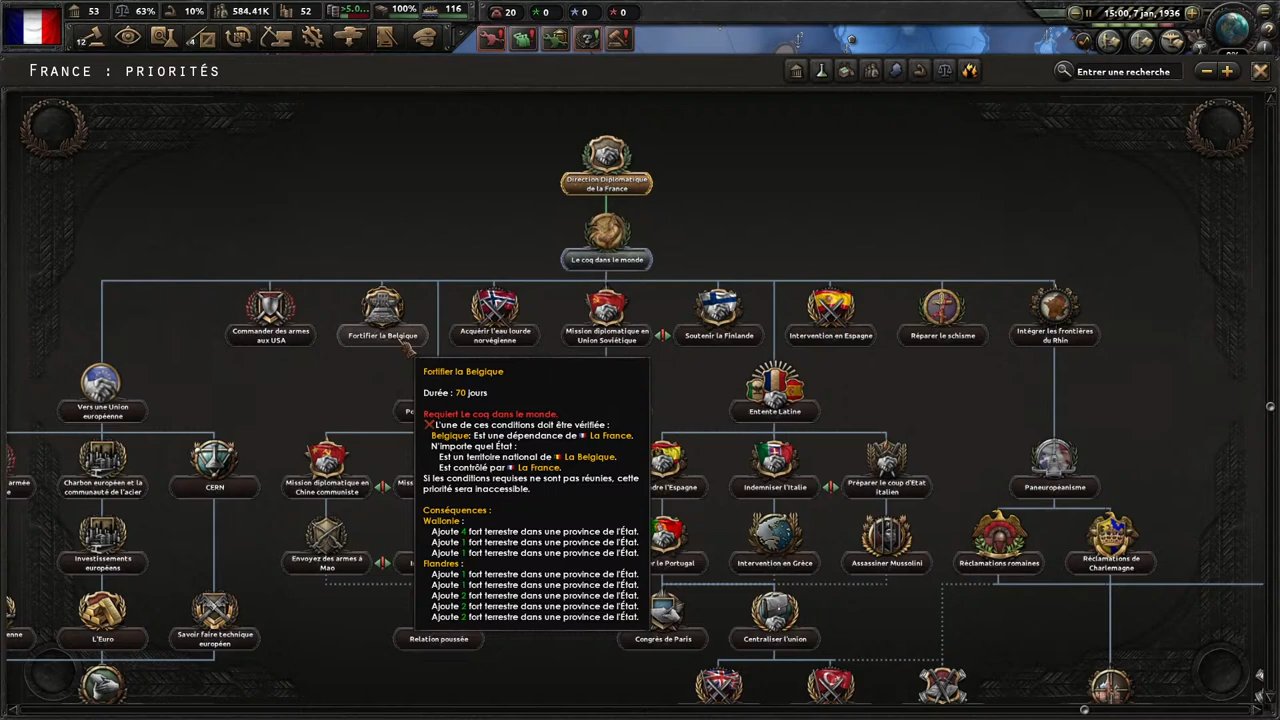 53
63%
10%
584.41K
52
>5.0...
100%
116
20
0
0
0
15:00, 7 jan, 1936
12
4
FRANCE : PRIORITÉS
Entrer une recherche
Direction Diplomatique
de la France
Le coq dans le monde
Commander des armes
aux USA
Fortifier la Belgique
Acquérir l'eau lourde
norvégienne
Mission diplomatique en
Union Soviétique
Soutenir la Finlande
Intervention en Espagne
Réparer le schisme
Intégrer les frontières
du Rhin
Fortifier la Belgique
Durée : 70 jours
Requiert Le coq dans le monde.
L'une de ces conditions doit être vérifiée :
Belgique: Est une dépendance de La France.
N'importe quel État :
Est un territoire national de La Belgique.
Est contrôlé par La France.
Si les conditions requises ne sont pas réunies, cette
priorité sera inaccessible.
Conséquences :
Wallonie :
Ajoute 4 fort terrestre dans une province de l'État.
Ajoute 1 fort terrestre dans une province de l'État.
Ajoute 1 fort terrestre dans une province de l'État.
Flandres :
Ajoute 1 fort terrestre dans une province de l'État.
Ajoute 1 fort terrestre dans une province de l'État.
Ajoute 2 fort terrestre dans une province de l'État.
Ajoute 2 fort terrestre dans une province de l'État.
Ajoute 2 fort terrestre dans une province de l'État.
Vers une Union
européenne
Entente Latine
Charbon européen et la
communauté de l'acier
CERN
Mission diplomatique en
Chine communiste
Indemniser l'Italie
Préparer le coup d'Etat
italien
Paneuropéanisme
Investissements
européens
Envoyez des armes à
Mao
Intervention en Grèce
Assassiner Mussolini
Réclamations romaines
Réclamations de
Charlemagne
L'Euro
Savoir faire technique
européen
Relation poussée
Congrès de Paris
Centraliser l'union